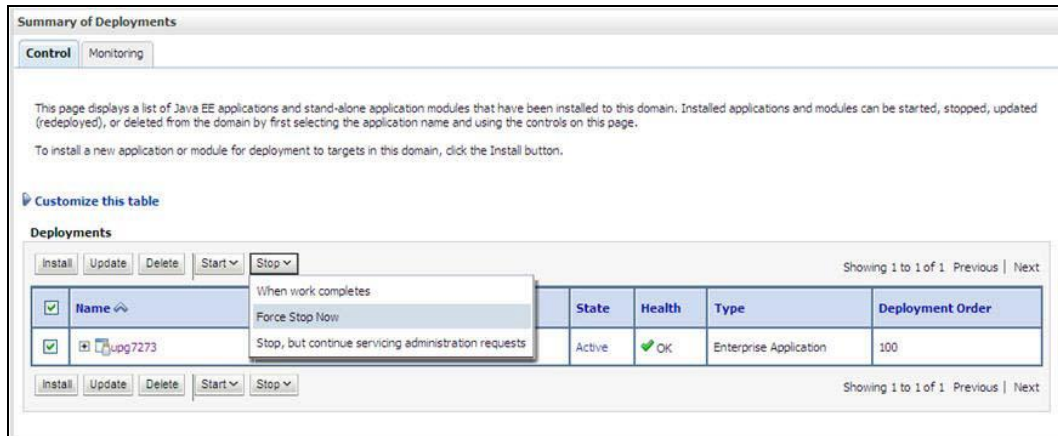 Summary of Deployments
Control Monitoring
This page displays a list of Java EE applications and stand-alone application modules that have been installed to this domain. Installed applications and modules can be started, stopped, updated
(redeployed), or deleted from the domain by first selecting the application name and using the controls on this page.
To install a new application or module for deployment to targets in this domain, click the Install button.
Customize this table
Deployments
Install Update Delete Start Stop Showing 1 to 1 of 1 Previous | Next
When work completes
Name State Health Type Deployment Order
Force Stop Now
upg7273 Active OK Enterprise Application 100
Stop, but continue servicing administration requests
Install Update Delete Start Stop Showing 1 to 1 of 1 Previous | Next